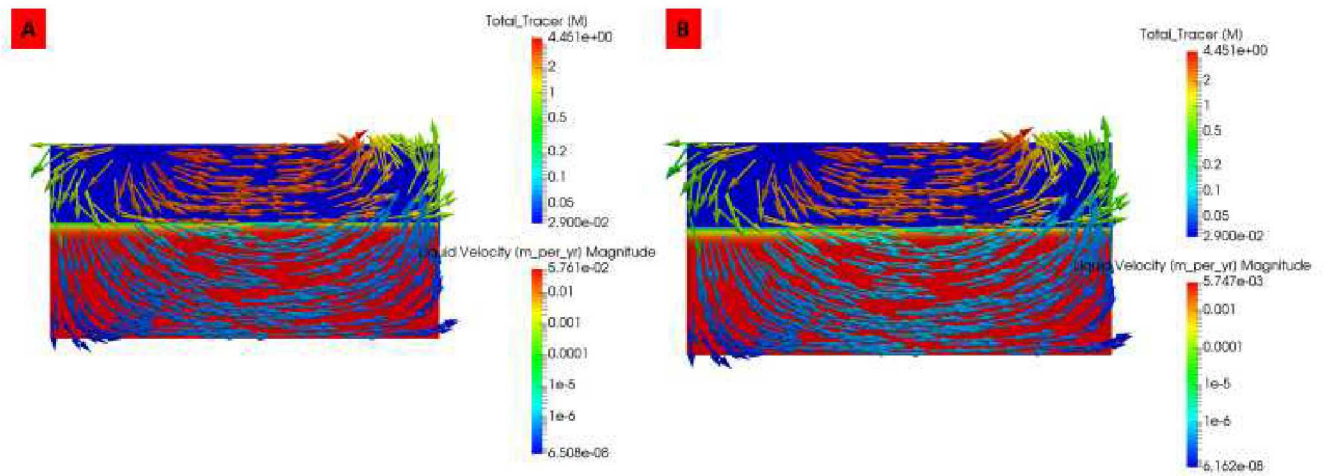 A
Total_Tracer (M)
4.451e+00
2
1
0.5
0.2
0.1
0.05
2.900e-02
Liquid Velocity (m_per_yr) Magnitude
5.761e-02
0.01
0.001
0.0001
1e-5
1e-6
6.508e-08
B
Total_Tracer (M)
4.451e+00
2
1
0.5
0.2
0.1
0.05
2.900e-02
Liquid Velocity (m_per_yr) Magnitude
5.747e-03
0.001
0.0001
1e-5
1e-6
6.162e-08